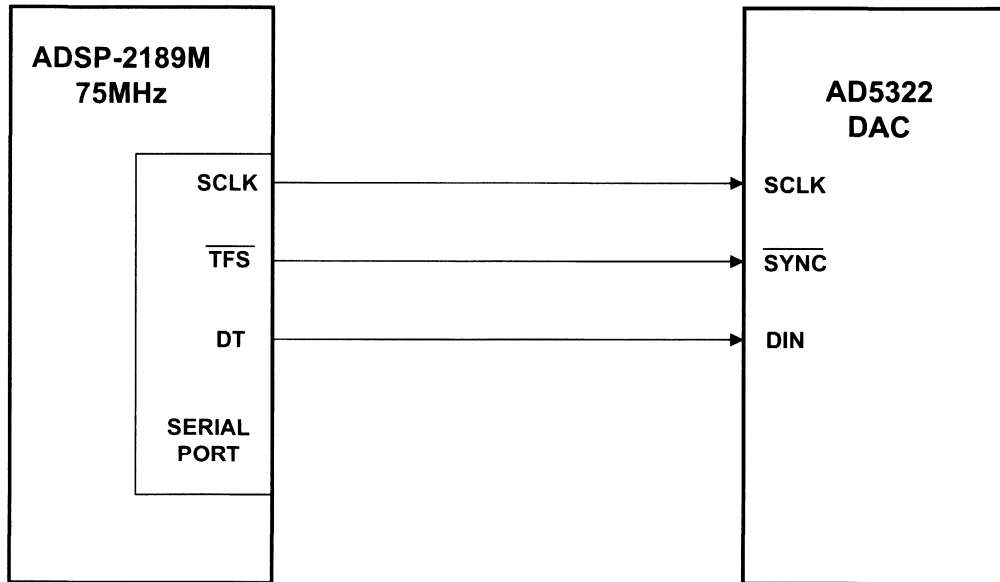 ADSP-2189M
75MHz
AD5322
DAC
SCLK
SCLK
TFS
SYNC
DT
DIN
SERIAL
PORT